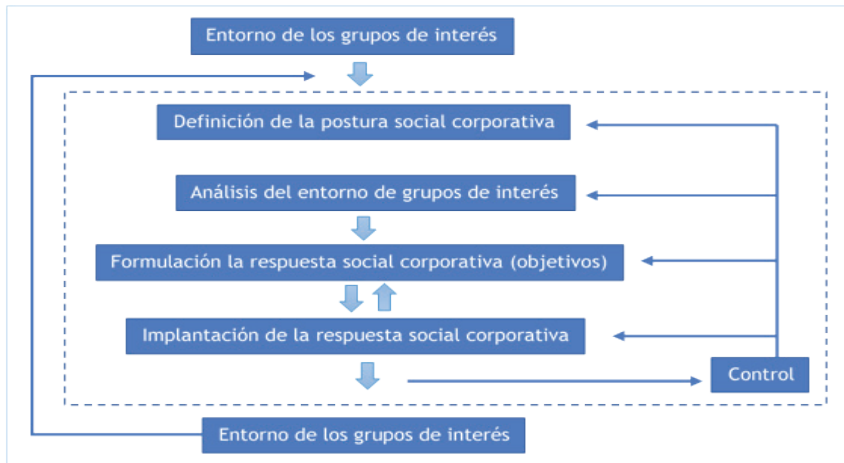 Entorno de los grupos de interés
Definición de la postura social corporativa
Análisis del entorno de grupos de interés
Formulación la respuesta social corporativa (objetivos)
Implantación de la respuesta social corporativa
Control
Entorno de los grupos de interés